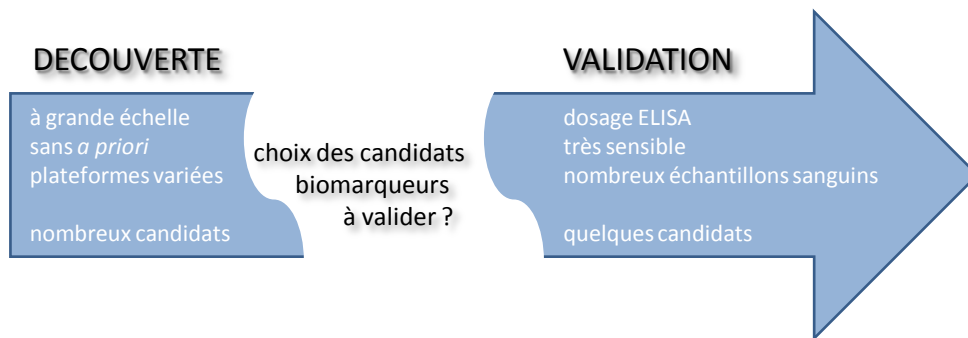 DECOUVERTE
à grande échelle
sans a priori
plateformes variées
nombreux candidats
choix des candidats
biomarqueurs
à valider ?
VALIDATION
dosage ELISA
très sensible
nombreux échantillons sanguins
quelques candidats